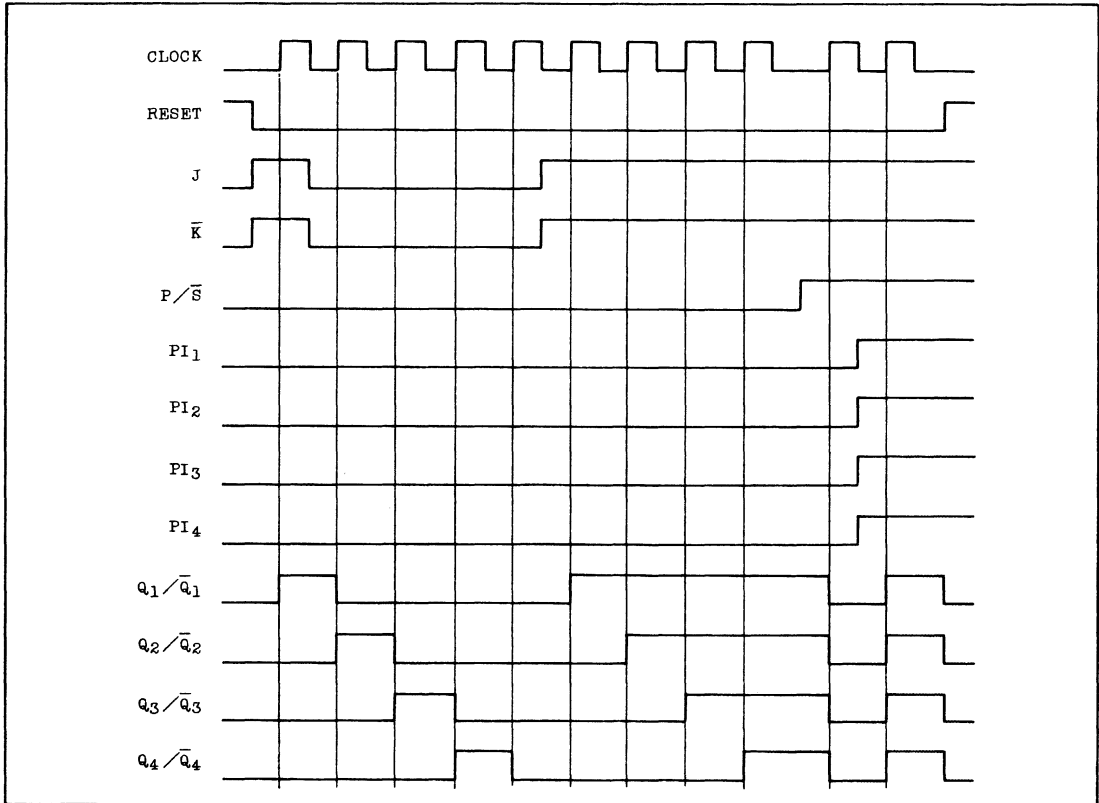 CLOCK
RESET
J
K̅
P/S̅
PI₁
PI₂
PI₃
PI₄
Q₁/Q̅₁
Q₂/Q̅₂
Q₃/Q̅₃
Q₄/Q̅₄